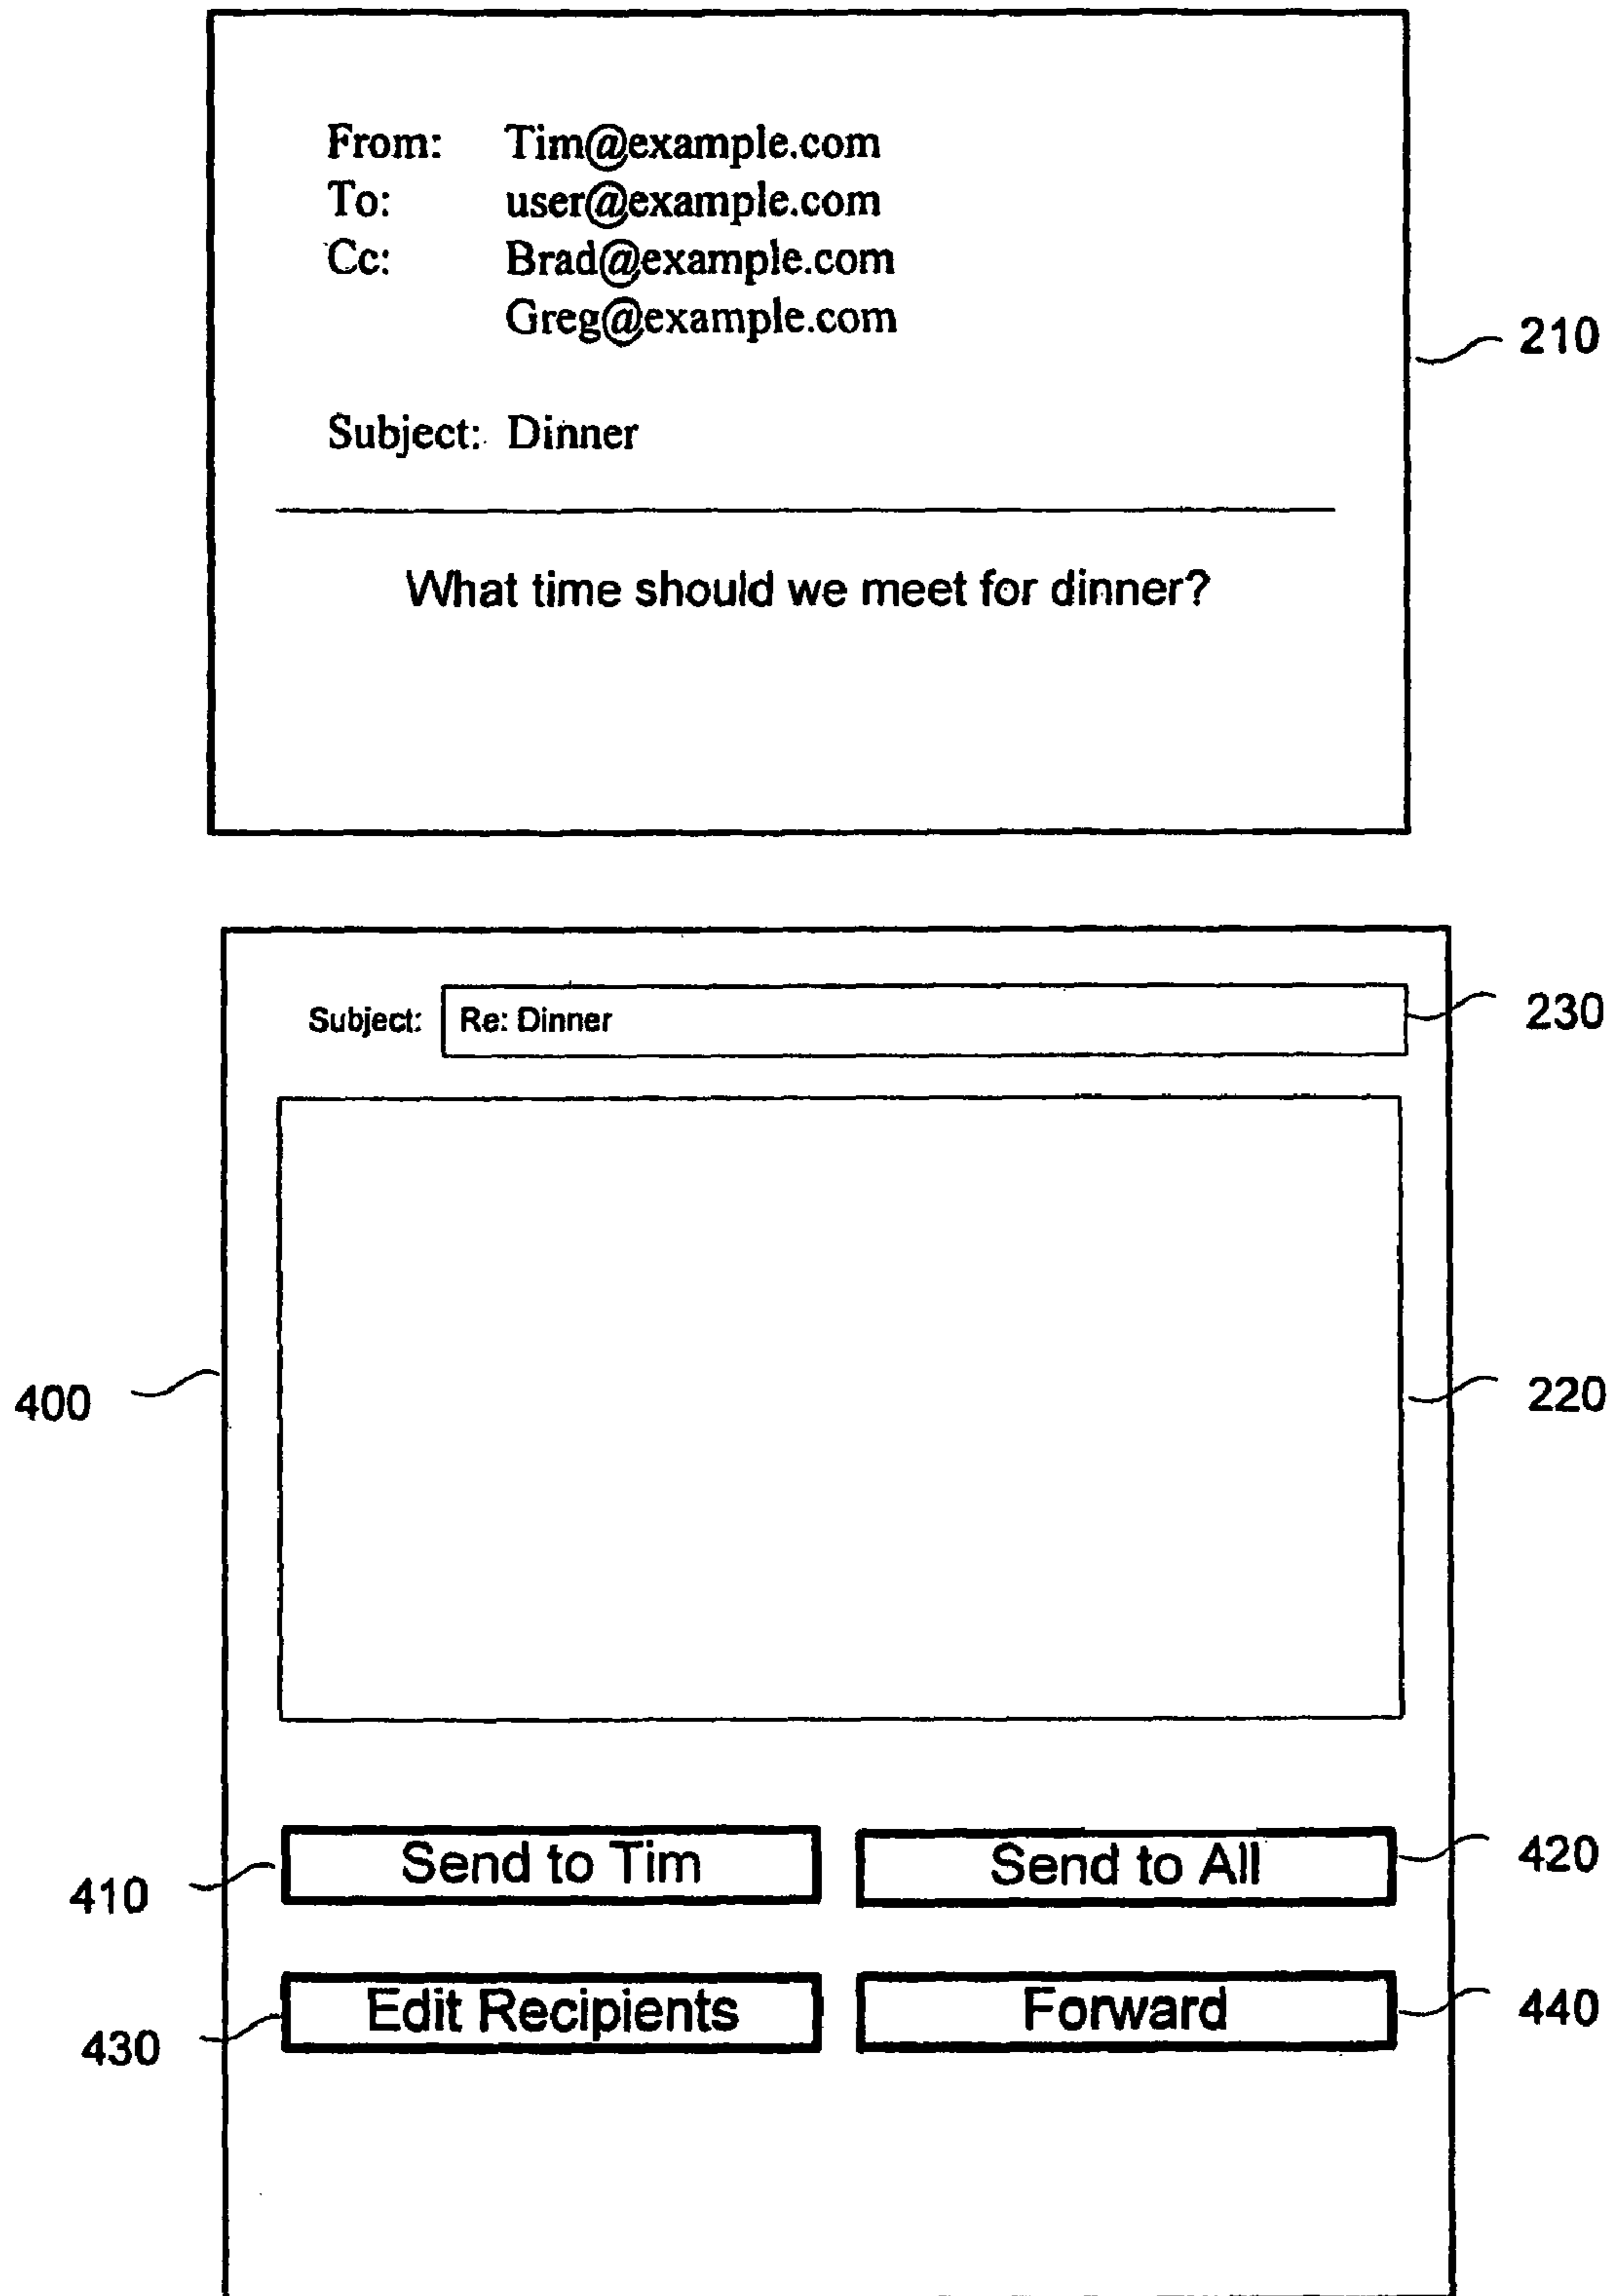 From: Tim@example.com
To: user@example.com
Cc: Brad@example.com
Greg@example.com
210
Subject: Dinner
What time should we meet for dinner?
Subject: Re: Dinner
230
400
220
Send to Tim
Send to All
410
420
Edit Recipients
Forward
430
440